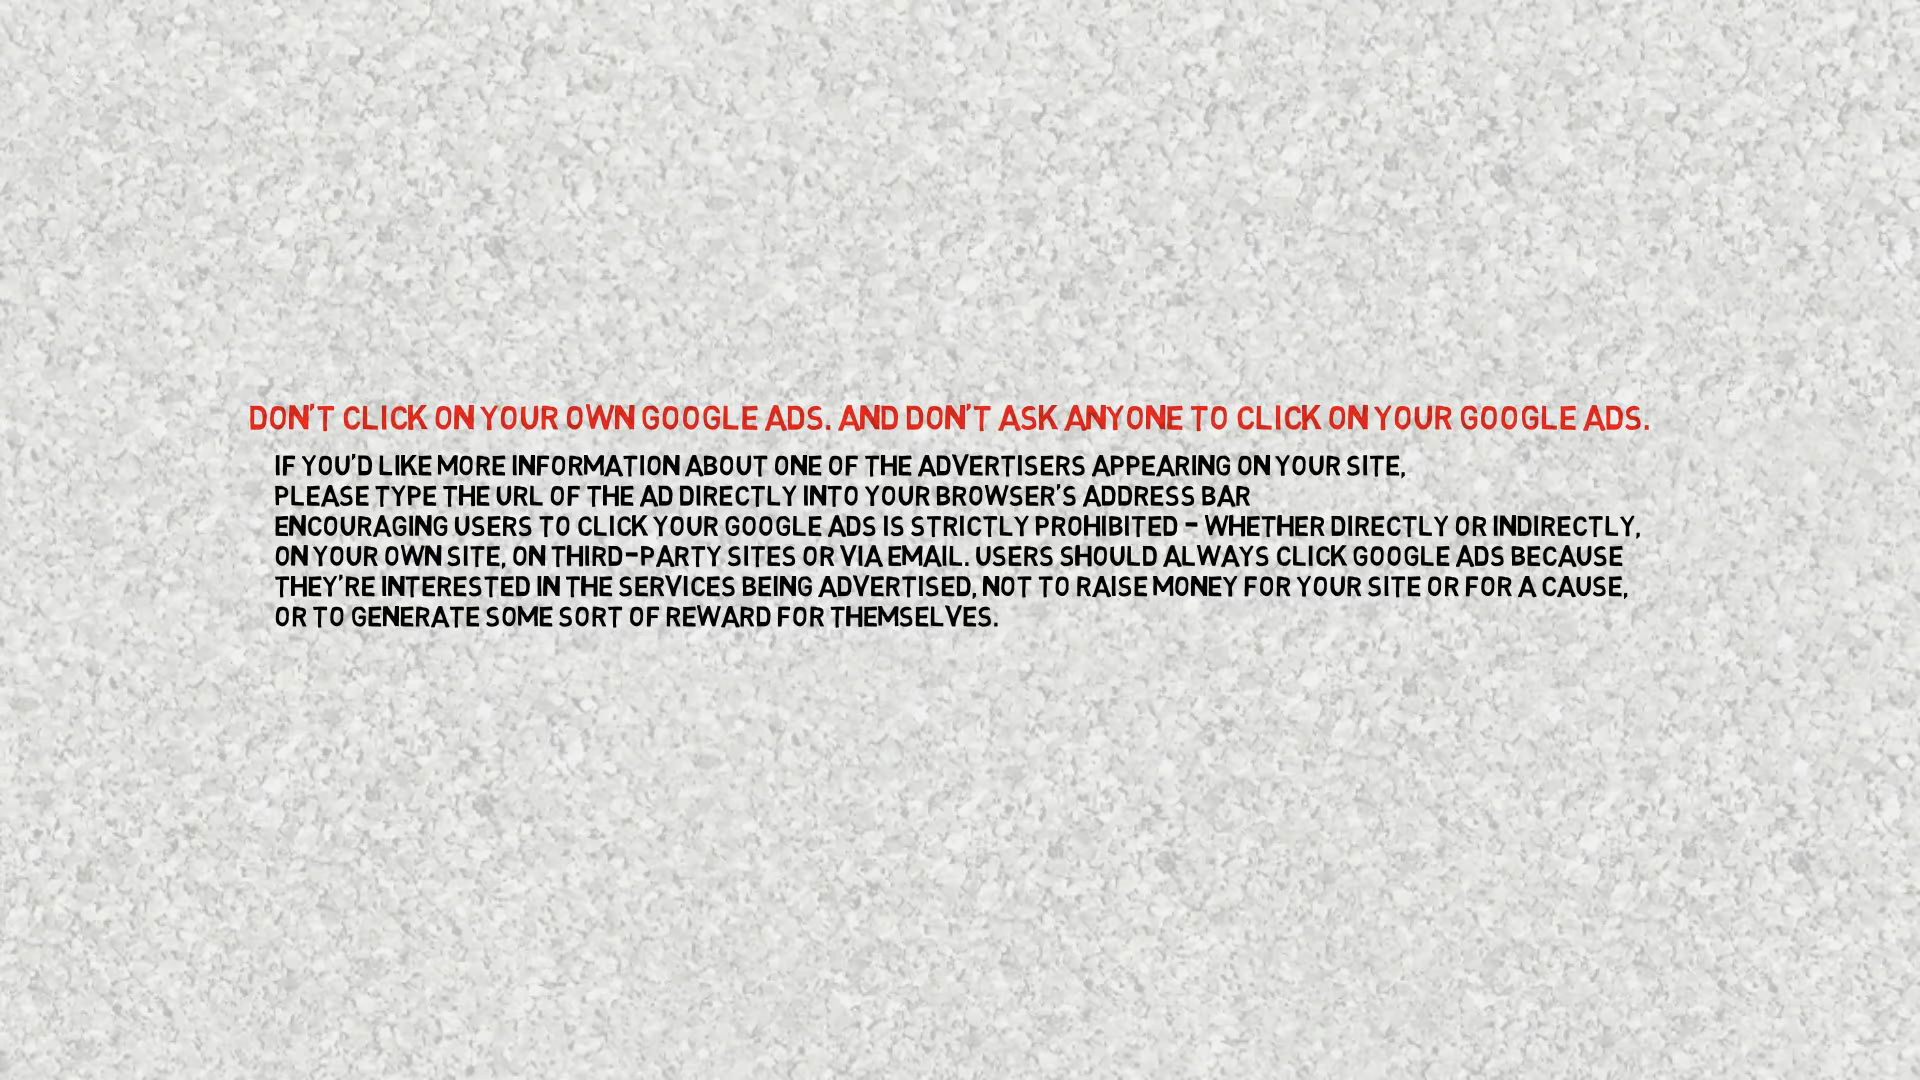 DON'T CLICK ON YOUR OWN GOOGLE ADS. AND DON'T ASK ANYONE TO CLICK ON YOUR GOOGLE ADS.
IF YOU'D LIKE MORE INFORMATION ABOUT ONE OF THE ADVERTISERS APPEARING ON YOUR SITE,
PLEASE TYPE THE URL OF THE AD DIRECTLY INTO YOUR BROWSER'S ADDRESS BAR
ENCOURAGING USERS TO CLICK YOUR GOOGLE ADS IS STRICTLY PROHIBITED - WHETHER DIRECTLY OR INDIRECTLY,
ON YOUR OWN SITE, ON THIRD-PARTY SITES OR VIA EMAIL. USERS SHOULD ALWAYS CLICK GOOGLE ADS BECAUSE
THEY'RE INTERESTED IN THE SERVICES BEING ADVERTISED, NOT TO RAISE MONEY FOR YOUR SITE OR FOR A CAUSE,
OR TO GENERATE SOME SORT OF REWARD FOR THEMSELVES.